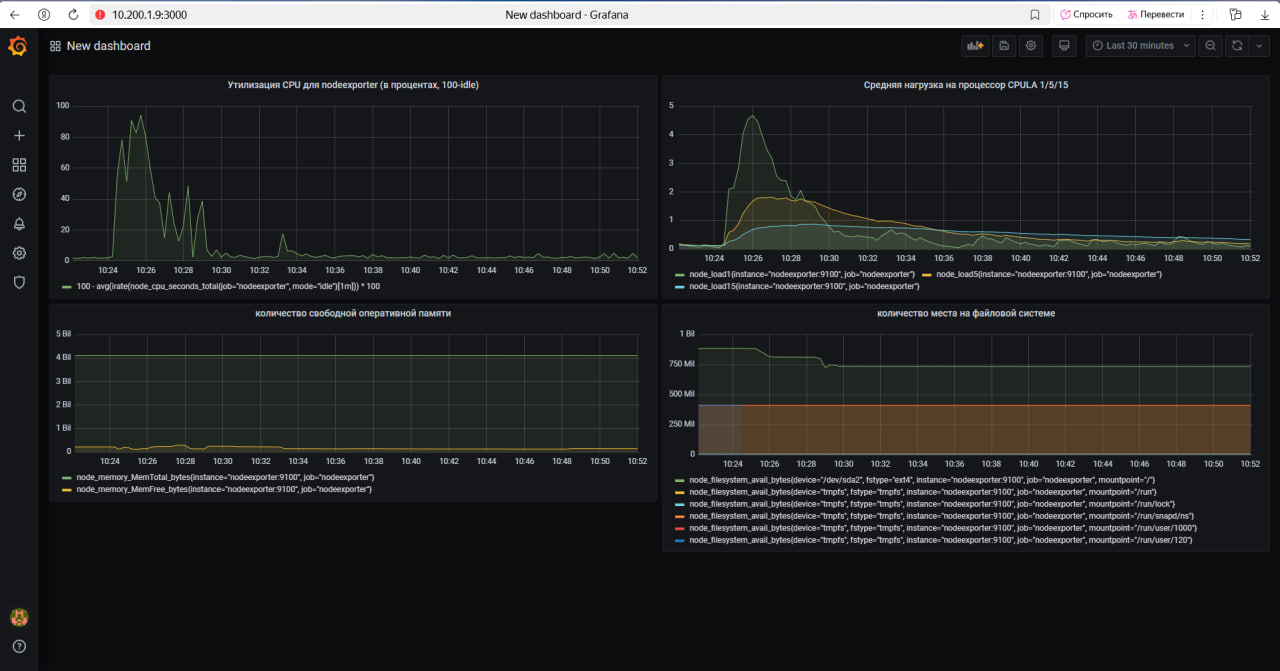 10.200.1.9:3000
New dashboard - Grafana
Спросить
Перевести
New dashboard
Last 30 minutes
Утилизация CPU для nodeexporter (в процентах, 100-idle)
100
80
60
40
20
0
10:24 10:26 10:28 10:30 10:32 10:34 10:36 10:38 10:40 10:42 10:44 10:46 10:48 10:50 10:52
100 - avg(irate(node_cpu_seconds_total{job="nodeexporter", mode="idle"}[1m])) * 100
Средняя нагрузка на процессор CPULA 1/5/15
5
4
3
2
1
0
10:24 10:26 10:28 10:30 10:32 10:34 10:36 10:38 10:40 10:42 10:44 10:46 10:48 10:50 10:52
node_load1{instance="nodeexporter:9100", job="nodeexporter"} node_load5{instance="nodeexporter:9100", job="nodeexporter"}
node_load15{instance="nodeexporter:9100", job="nodeexporter"}
количество свободной оперативной памяти
5 Bil
4 Bil
3 Bil
2 Bil
1 Bil
0
10:24 10:26 10:28 10:30 10:32 10:34 10:36 10:38 10:40 10:42 10:44 10:46 10:48 10:50 10:52
node_memory_MemTotal_bytes{instance="nodeexporter:9100", job="nodeexporter"}
node_memory_MemFree_bytes{instance="nodeexporter:9100", job="nodeexporter"}
количество места на файловой системе
1 Bil
750 Mil
500 Mil
250 Mil
0
10:24 10:26 10:28 10:30 10:32 10:34 10:36 10:38 10:40 10:42 10:44 10:46 10:48 10:50 10:52
node_filesystem_avail_bytes{device="/dev/sda2", fstype="ext4", instance="nodeexporter:9100", job="nodeexporter", mountpoint="/"}
node_filesystem_avail_bytes{device="tmpfs", fstype="tmpfs", instance="nodeexporter:9100", job="nodeexporter", mountpoint="/run"}
node_filesystem_avail_bytes{device="tmpfs", fstype="tmpfs", instance="nodeexporter:9100", job="nodeexporter", mountpoint="/run/lock"}
node_filesystem_avail_bytes{device="tmpfs", fstype="tmpfs", instance="nodeexporter:9100", job="nodeexporter", mountpoint="/run/snapd/ns"}
node_filesystem_avail_bytes{device="tmpfs", fstype="tmpfs", instance="nodeexporter:9100", job="nodeexporter", mountpoint="/run/user/1000"}
node_filesystem_avail_bytes{device="tmpfs", fstype="tmpfs", instance="nodeexporter:9100", job="nodeexporter", mountpoint="/run/user/120"}